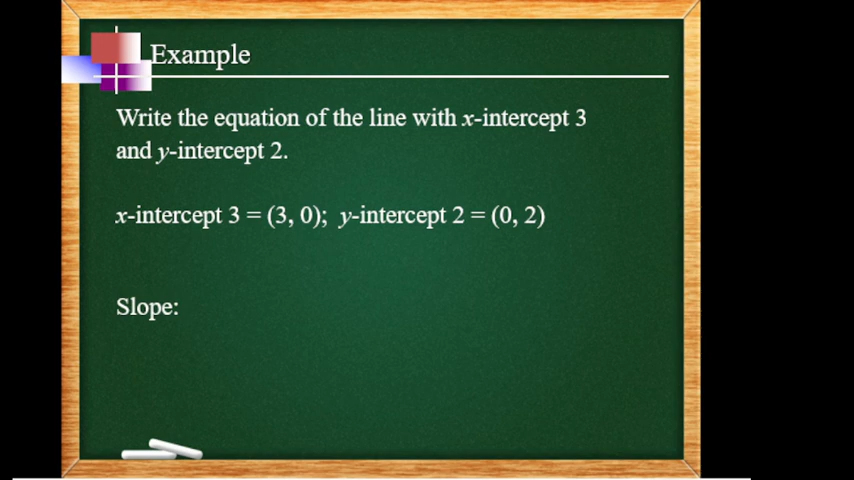 Example
Write the equation of the line with x-intercept 3
and y-intercept 2.
x-intercept 3 = (3, 0); y-intercept 2 = (0, 2)
Slope: